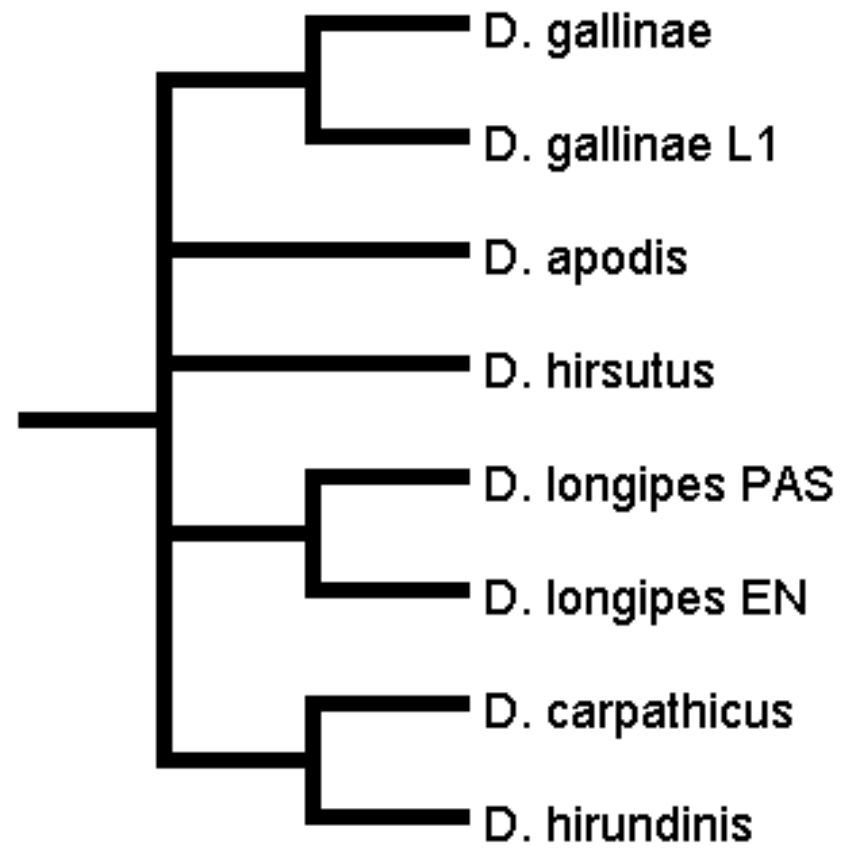 D. gallinae
D. gallinae L1
D. apodis
D. hirsutus
D. longipes PAS
D. longipes EN
D. carpathicus
D. hirundinis